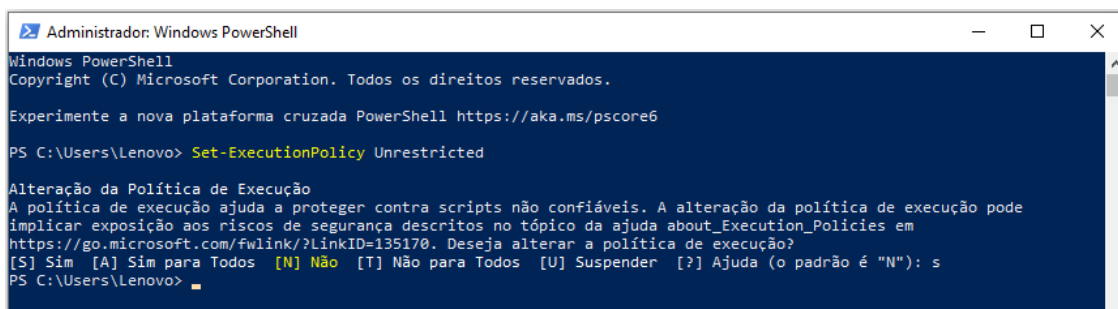 Administrador: Windows PowerShell
Windows PowerShell
Copyright (C) Microsoft Corporation. Todos os direitos reservados.
Experimente a nova plataforma cruzada PowerShell https://aka.ms/pscore6
PS C:\Users\Lenovo> Set-ExecutionPolicy Unrestricted
Alteração da Política de Execução
A política de execução ajuda a proteger contra scripts não confiáveis. A alteração da política de execução pode
implicar exposição aos riscos de segurança descritos no tópico da ajuda about_Execution_Policies em
https://go.microsoft.com/fwlink/?LinkID=135170. Deseja alterar a política de execução?
[S] Sim  [A] Sim para Todos  [N] Não  [T] Não para Todos  [U] Suspender  [?] Ajuda (o padrão é "N"): s
PS C:\Users\Lenovo>